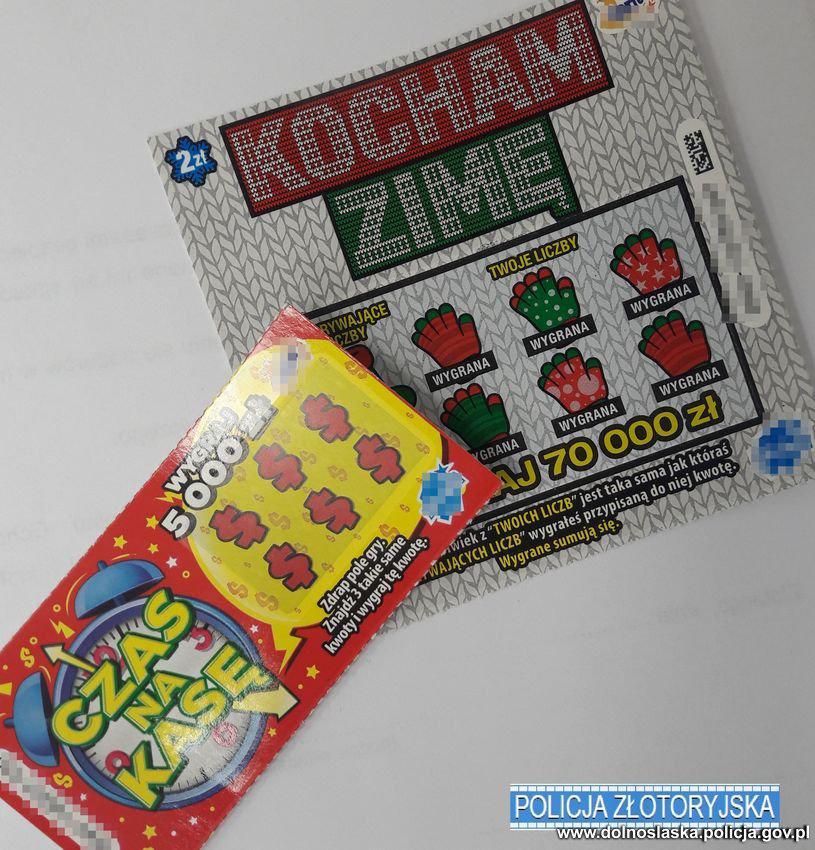 2 zł
KOCHAM
ZIMĘ
TWOJE LICZBY
WYGRANA
WYGRANA
WYGRANA
WYGRANA
WYGRANA
WYGRANA
70 000 zł
z "TWOICH LICZB" jest taka sama jak któraś
LICZB" wygrałeś przypisaną do niej kwotę.
Wygrane sumują się.
WYGRAJ
5 000 zł
Zdrap pole gry.
Znajdź 3 takie same
kwoty i wygraj tę kwotę.
CZAS
NA
KASĘ
POLICJA ZŁOTORYJSKA
www.dolnoslaska.policja.gov.pl